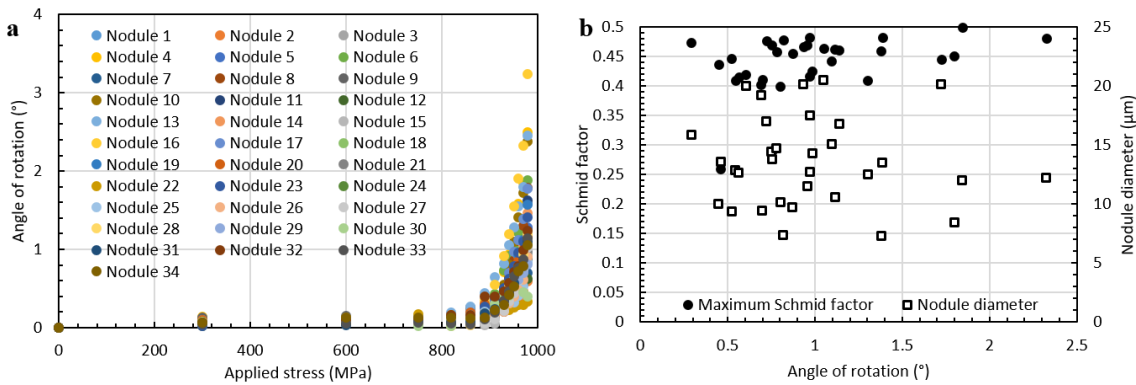 a
4
3
2
1
0
Angle of rotation (°)
Nodule 1 Nodule 2 Nodule 3
Nodule 4 Nodule 5 Nodule 6
Nodule 7 Nodule 8 Nodule 9
Nodule 10 Nodule 11 Nodule 12
Nodule 13 Nodule 14 Nodule 15
Nodule 16 Nodule 17 Nodule 18
Nodule 19 Nodule 20 Nodule 21
Nodule 22 Nodule 23 Nodule 24
Nodule 25 Nodule 26 Nodule 27
Nodule 28 Nodule 29 Nodule 30
Nodule 31 Nodule 32 Nodule 33
Nodule 34
0 200 400 600 800 1000
Applied stress (MPa)
b
0.5
0.45
0.4
0.35
0.3
0.25
0.2
0.15
0.1
0.05
0
Schmid factor
Maximum Schmid factor Nodule diameter
25
20
15
10
5
0
Nodule diameter (μm)
0 0.5 1 1.5 2 2.5
Angle of rotation (°)